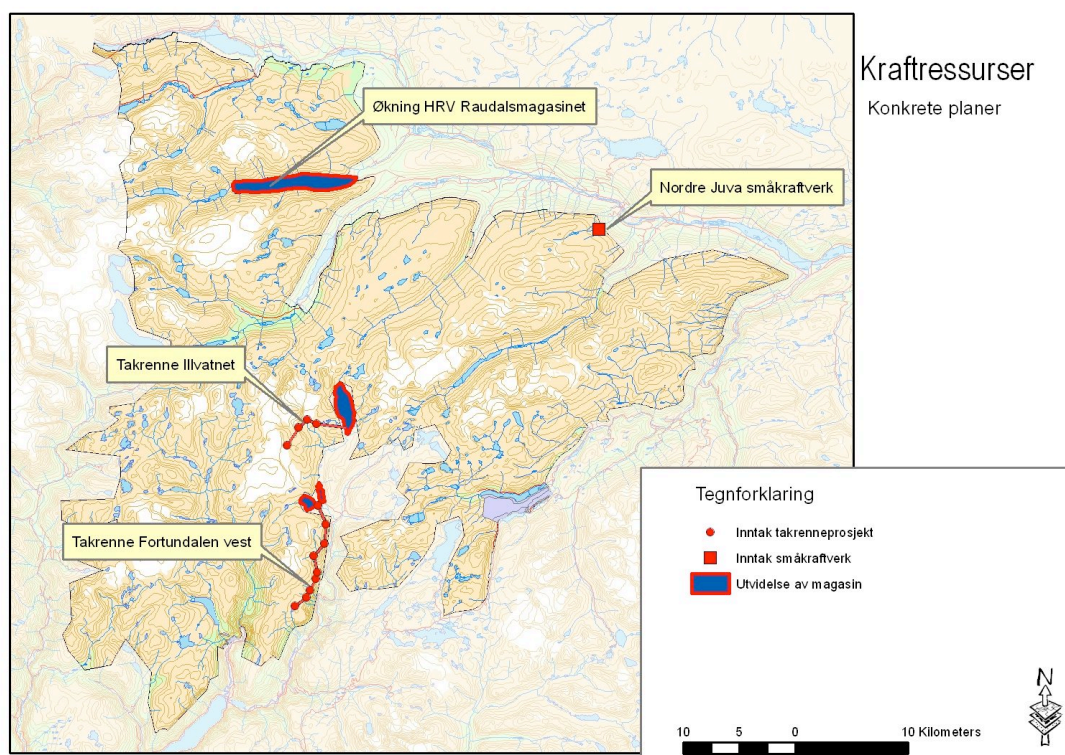 Kraftressurser
Konkrete planer
Økning HRV Raudalsmagasinet
Nordre Juva småkraftverk
Takrenne Illvatnet
Takrenne Fortundalen vest
Tegnforklaring
Inntak takrenneprosjekt
Inntak småkraftverk
Utvidelse av magasin
N
10 5 0 10 Kilometers